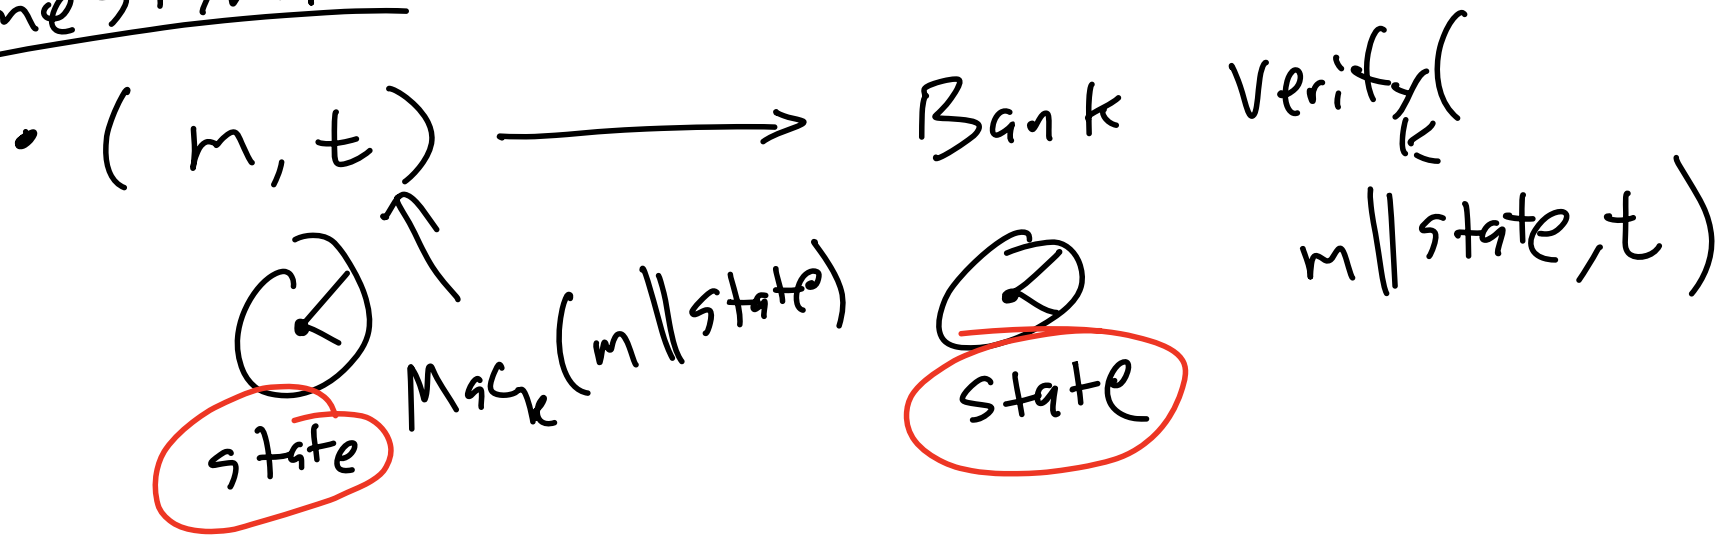 • (m, t) ⟶ Bank Verify_k(
m||state, t)
Mac_k(m||state)
state
state